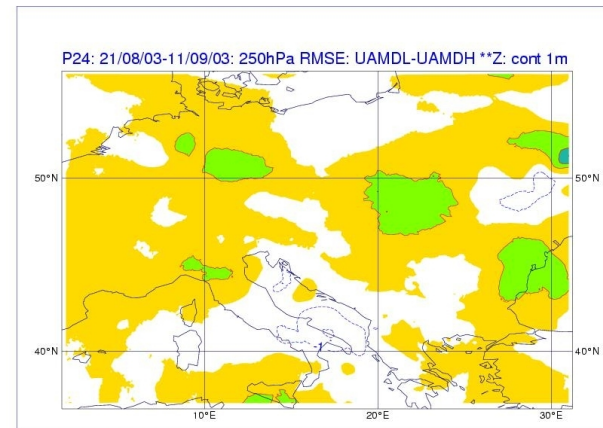 P24: 21/08/03-11/09/03: 250hPa RMSE: UAMDL-UAMDH **Z: cont 1m
50°N
50°N
40°N
40°N
-1
10°E
20°E
30°E